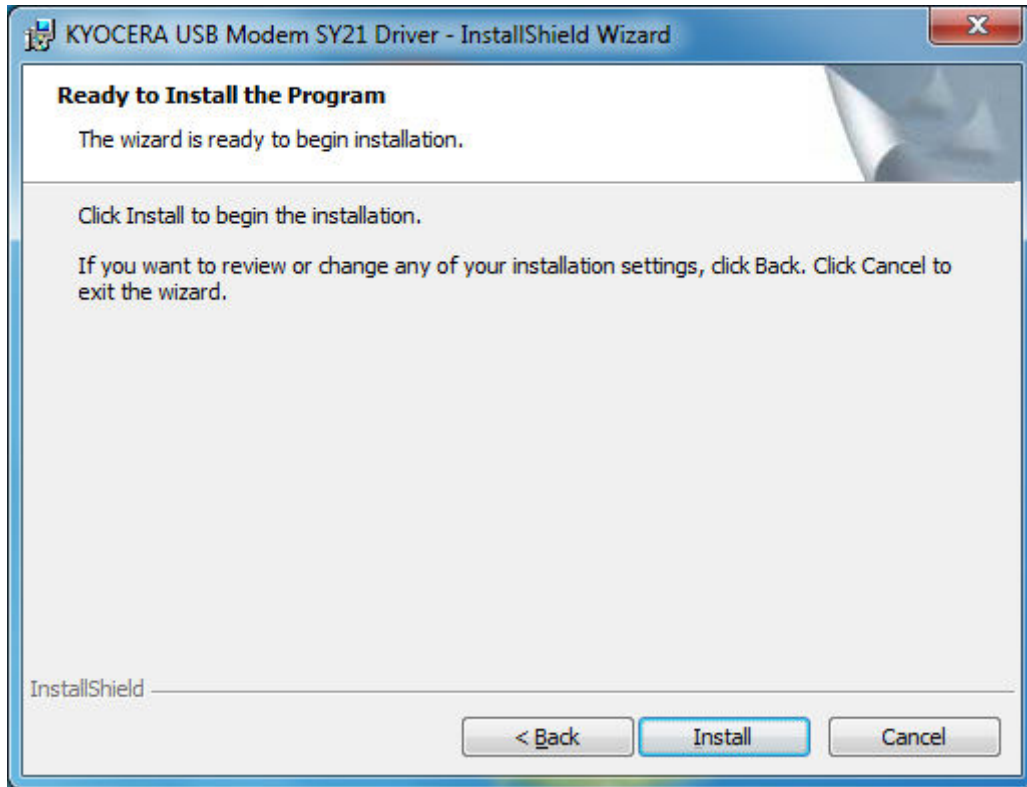 KYOCERA USB Modem SY21 Driver - InstallShield Wizard
Ready to Install the Program
The wizard is ready to begin installation.
Click Install to begin the installation.
If you want to review or change any of your installation settings, click Back. Click Cancel to
exit the wizard.
InstallShield
< Back
Install
Cancel